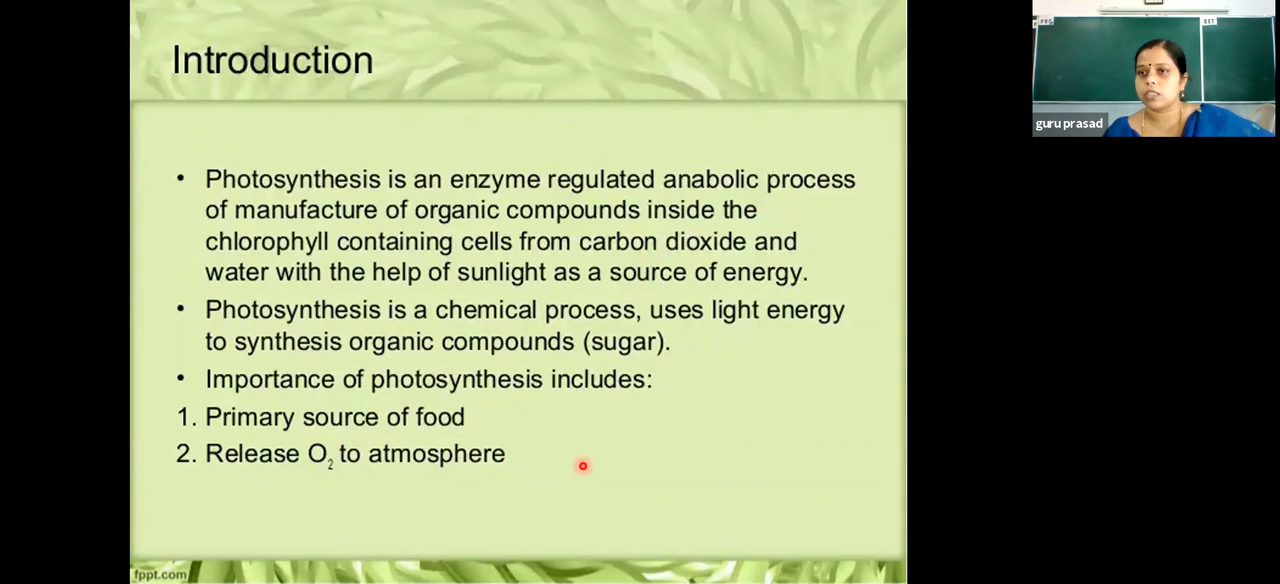 Introduction
• Photosynthesis is an enzyme regulated anabolic process
of manufacture of organic compounds inside the
chlorophyll containing cells from carbon dioxide and
water with the help of sunlight as a source of energy.
• Photosynthesis is a chemical process, uses light energy
to synthesis organic compounds (sugar).
• Importance of photosynthesis includes:
1. Primary source of food
2. Release O₂ to atmosphere
fppt.com
guru prasad